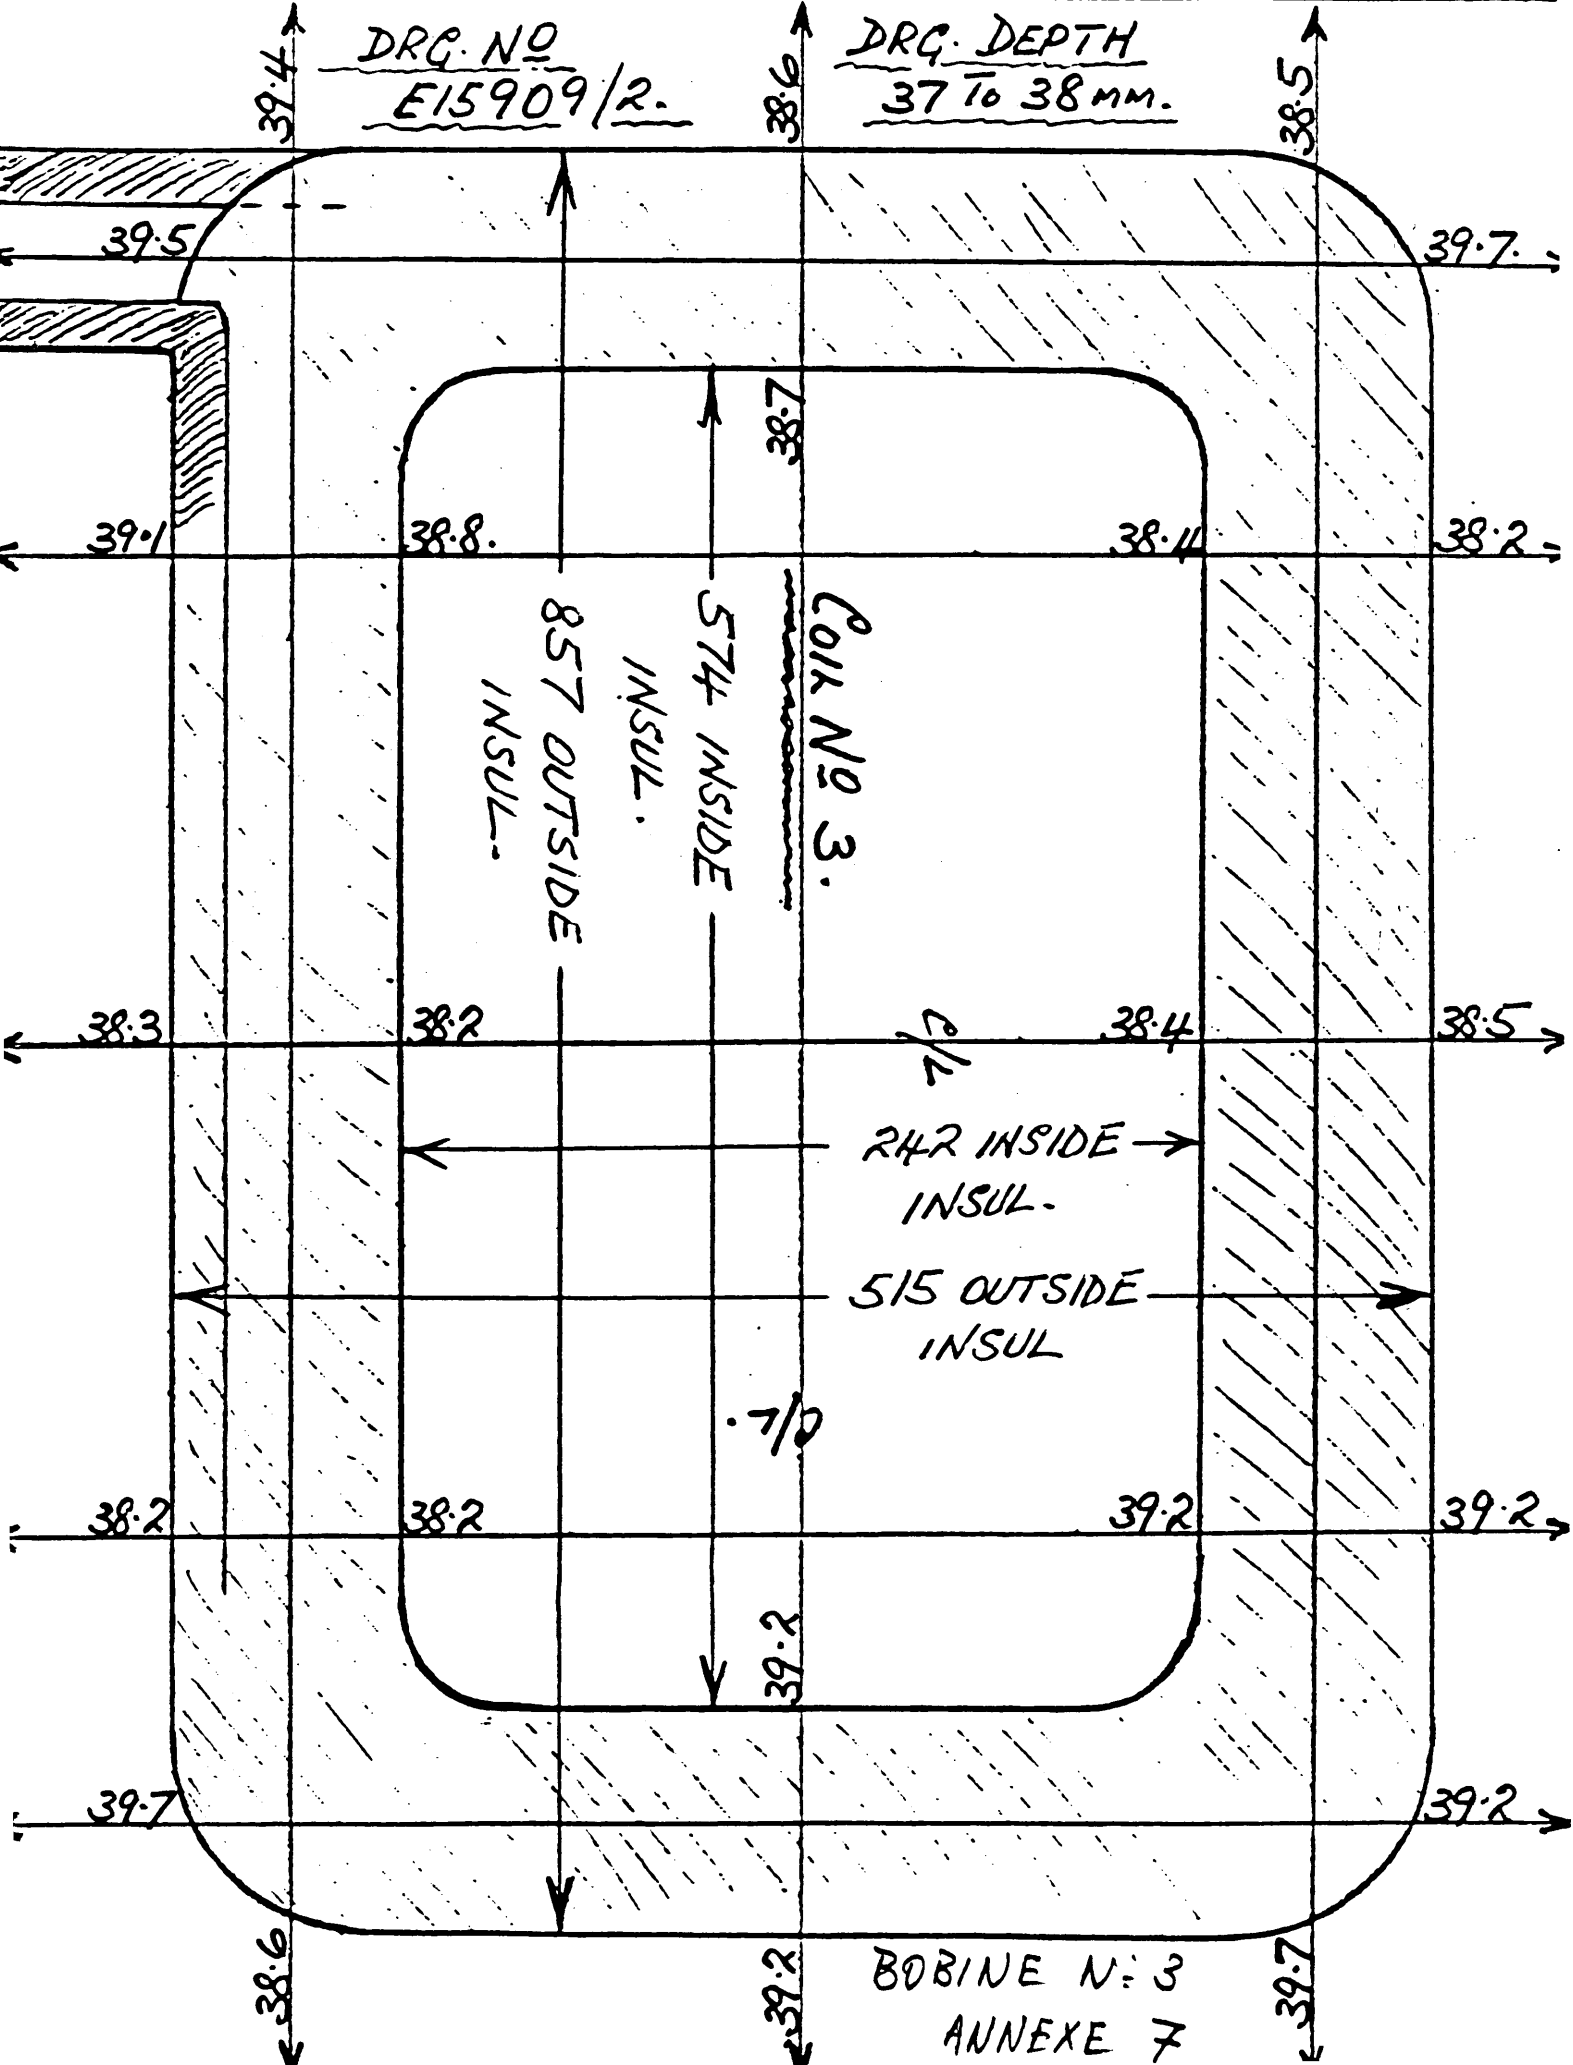 DRG. Nº
E15909/2.
DRG. DEPTH
37 To 38 mm.
39.4
38.6
38.5
39.5
39.7.
38.7
39.1
38.8.
38.4
38.2
COIL Nº 3.
574 INSIDE
INSUL.
857 OUTSIDE
INSUL.
38.3
38.2
C/L
38.4
38.5
242 INSIDE
INSUL.
515 OUTSIDE
INSUL
C/L.
38.2
38.2
39.2
39.2
39.2
39.7
39.2
38.6
39.2
39.7
BOBINE N: 3
ANNEXE 7